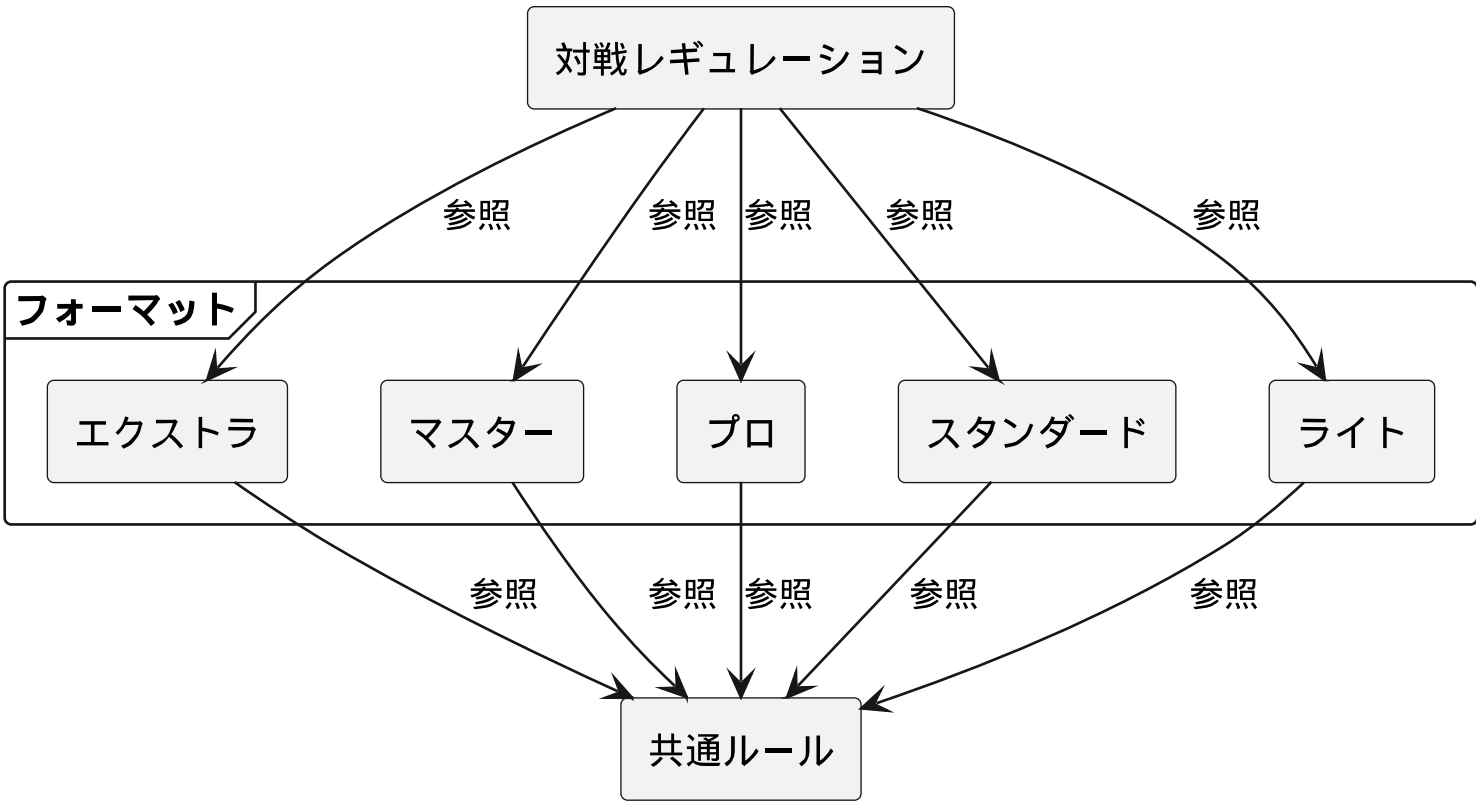 対戦レギュレーション
参照
参照
参照
参照
参照
フォーマット
エクストラ
マスター
プロ
スタンダード
ライト
参照
参照
参照
参照
参照
共通ルール